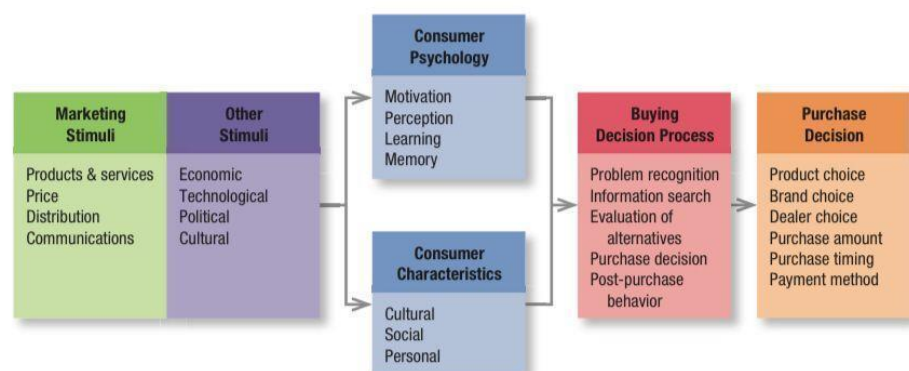 Marketing
Stimuli
Products & services
Price
Distribution
Communications
Other
Stimuli
Economic
Technological
Political
Cultural
Consumer
Psychology
Motivation
Perception
Learning
Memory
Consumer
Characteristics
Cultural
Social
Personal
Buying
Decision Process
Problem recognition
Information search
Evaluation of
alternatives
Purchase decision
Post-purchase
behavior
Purchase
Decision
Product choice
Brand choice
Dealer choice
Purchase amount
Purchase timing
Payment method